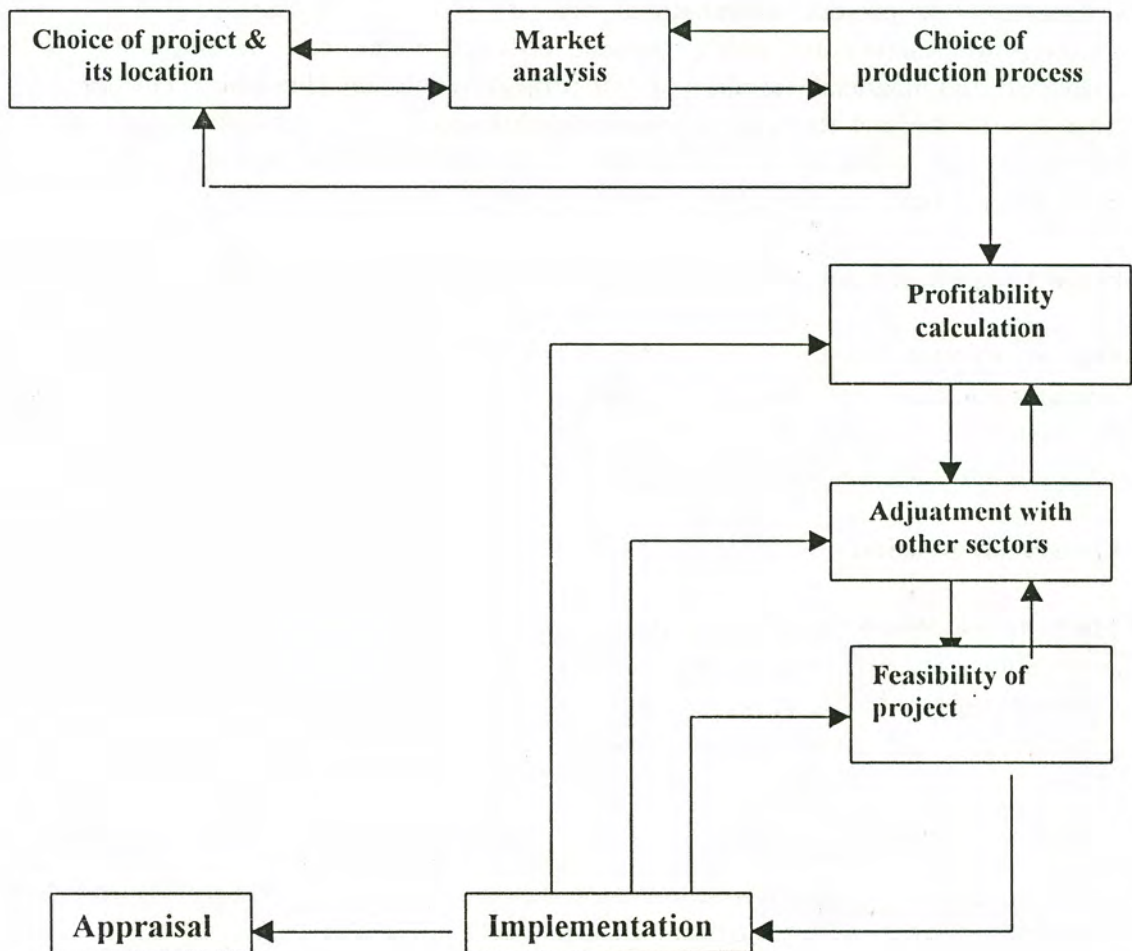 Choice of project &
its location
Market
analysis
Choice of
production process
Profitability
calculation
Adjuatment with
other sectors
Feasibility of
project
Appraisal
Implementation